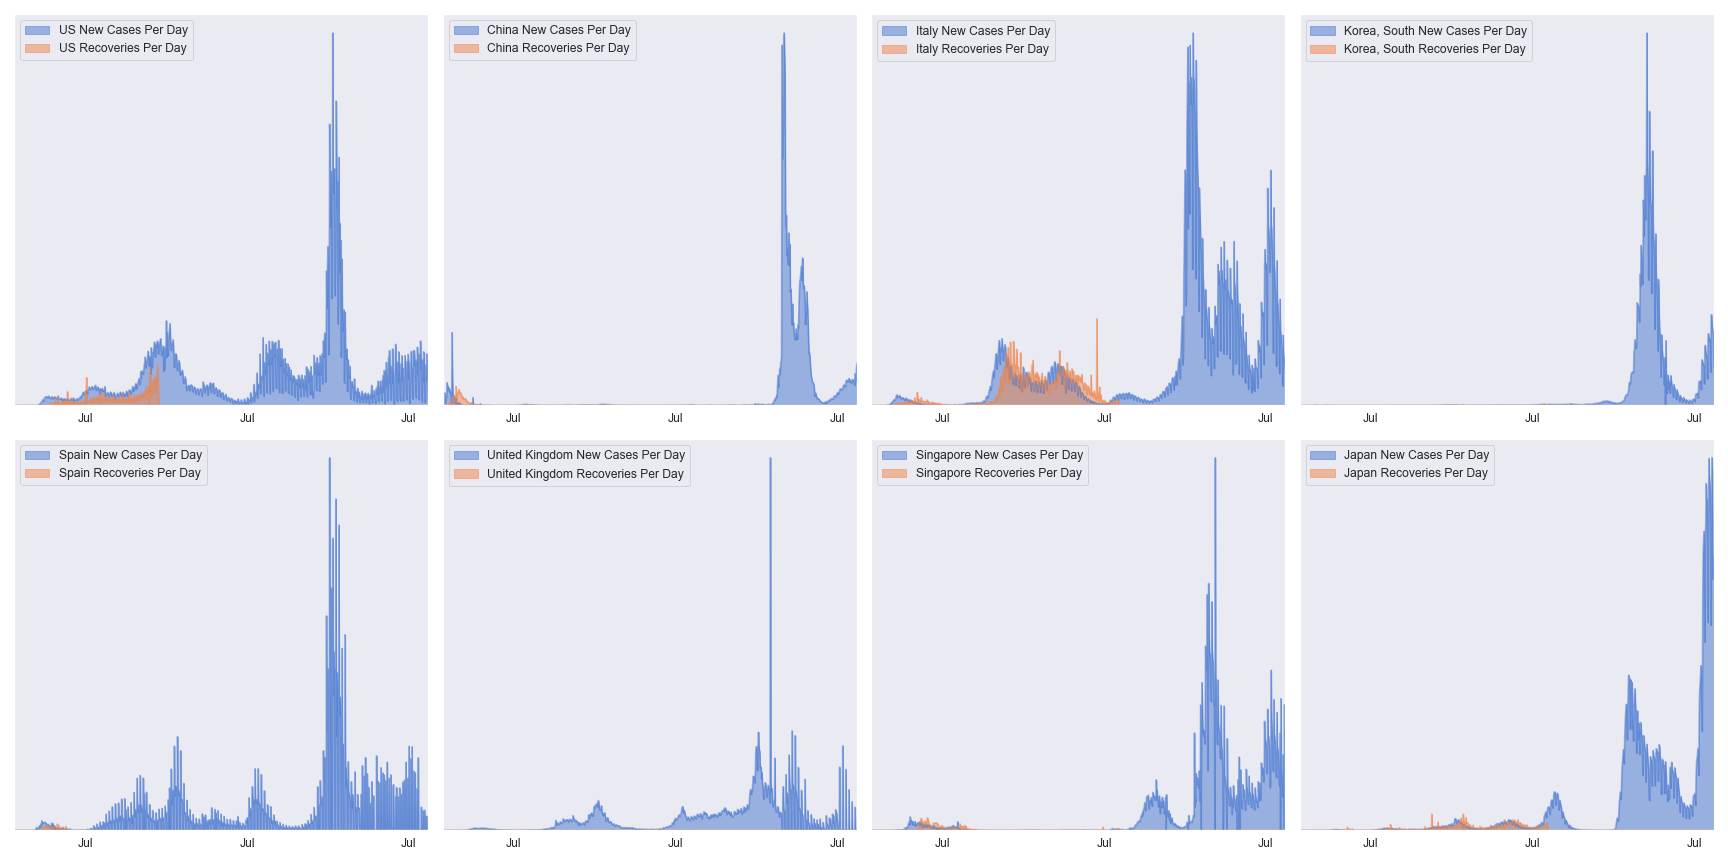 US New Cases Per Day
US Recoveries Per Day
Jul Jul Jul
China New Cases Per Day
China Recoveries Per Day
Jul Jul Jul
Italy New Cases Per Day
Italy Recoveries Per Day
Jul Jul Jul
Korea, South New Cases Per Day
Korea, South Recoveries Per Day
Jul Jul Jul
Spain New Cases Per Day
Spain Recoveries Per Day
Jul Jul Jul
United Kingdom New Cases Per Day
United Kingdom Recoveries Per Day
Jul Jul Jul
Singapore New Cases Per Day
Singapore Recoveries Per Day
Jul Jul Jul
Japan New Cases Per Day
Japan Recoveries Per Day
Jul Jul Jul